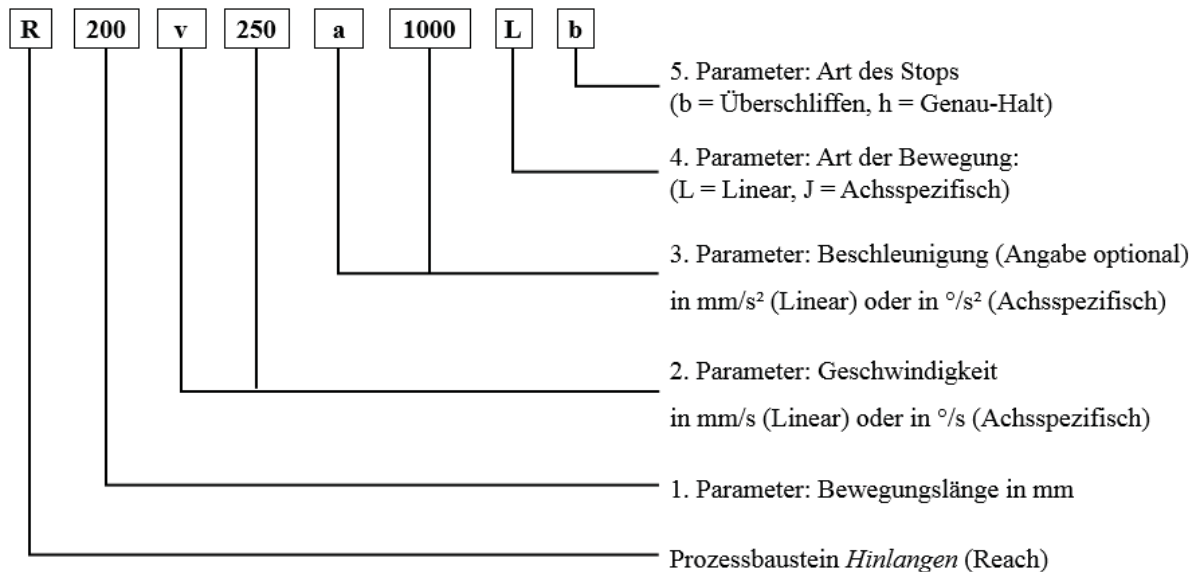 R 200 v 250 a 1000 L b
5. Parameter: Art des Stops
(b = Überschliffen, h = Genau-Halt)
4. Parameter: Art der Bewegung:
(L = Linear, J = Achsspezifisch)
3. Parameter: Beschleunigung (Angabe optional)
in mm/s² (Linear) oder in °/s² (Achsspezifisch)
2. Parameter: Geschwindigkeit
in mm/s (Linear) oder in °/s (Achsspezifisch)
1. Parameter: Bewegungslänge in mm
Prozessbaustein Hinlangen (Reach)